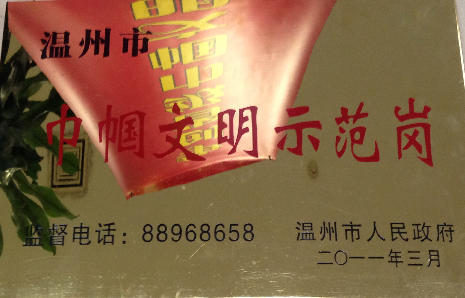 温州市
巾帼文明示范岗
监督电话：88968658
温州市人民政府
二〇一一年三月